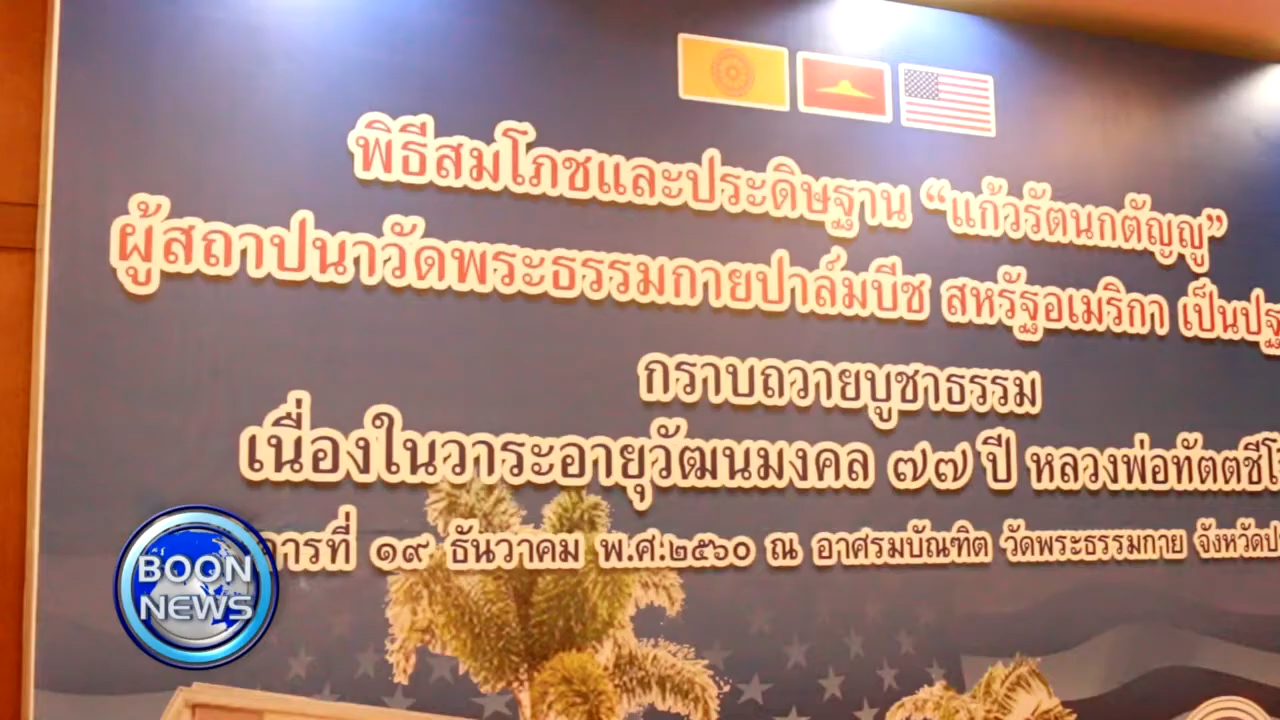 พิธีสมโภชและประดิษฐาน “แก้วรัตนกตัญญู”
ผู้สถาปนาวัดพระธรรมกายปาล์มบีช สหรัฐอเมริกา เป็นปฐ
กราบถวายบูชาธรรม
เนื่องในวาระอายุวัฒนมงคล ๗๗ ปี หลวงพ่อทัตตชีโ
คารที่ ๑๙ ธันวาคม พ.ศ.๒๕๖๐ ณ อาศรมบัณฑิต วัดพระธรรมกาย จังหวัดป
BOON
NEWS